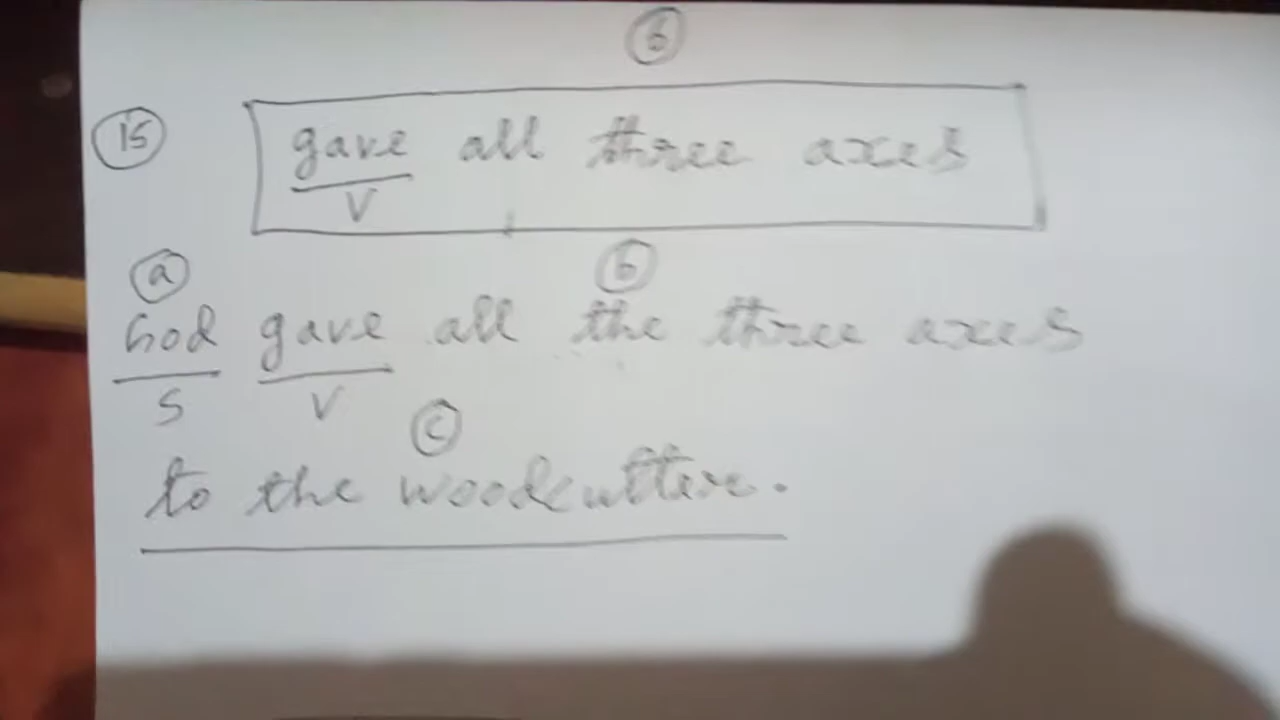 6
15 gave all three axes
V
a b
God gave all the three axes
S V
c
to the woodcutter.